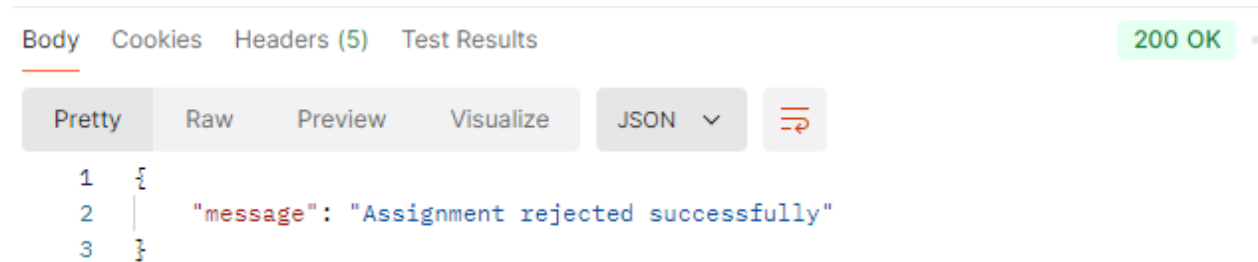 Body Cookies Headers (5) Test Results 200 OK
Pretty Raw Preview Visualize JSON
1 {
2 "message": "Assignment rejected successfully"
3 }